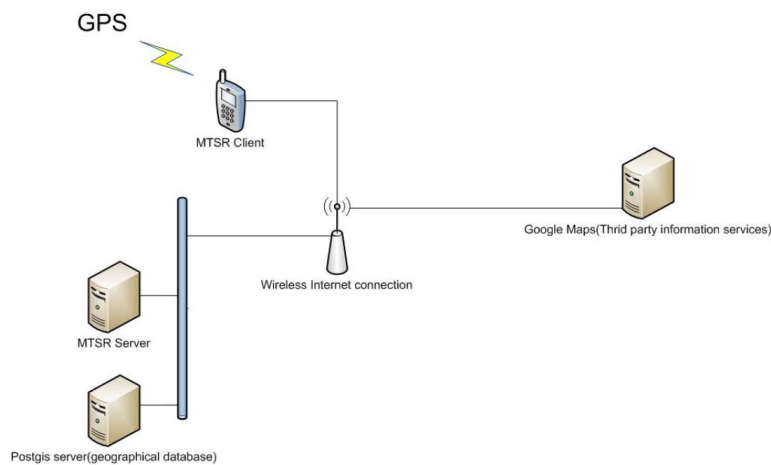 GPS
MTSR Client
Google Maps(Thrid party information services)
Wireless Internet connection
MTSR Server
Postgis server(geographical database)